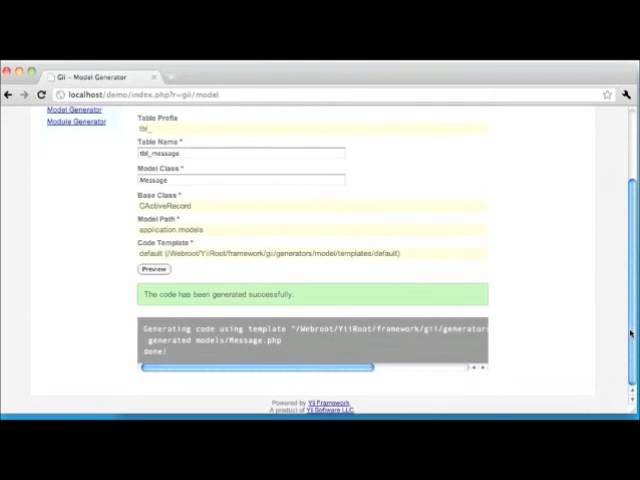 Gii – Model Generator
localhost/demo/index.php?r=gii/model
Model Generator
Module Generator
Table Prefix
tbl_
Table Name *
tbl_message
Model Class *
Message
Base Class *
CActiveRecord
Model Path *
application.models
Code Template *
default (/Webroot/YiiRoot/framework/gii/generators/model/templates/default)
Preview
The code has been generated successfully.
Generating code using template "/Webroot/YiiRoot/framework/gii/generators
generated models/Message.php
done!
Powered by Yii Framework.
A product of Yii Software LLC.